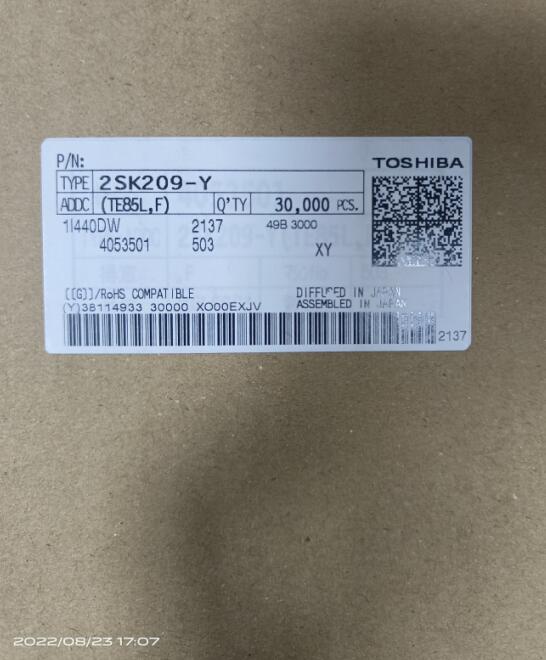 P/N:
TOSHIBA
TYPE 2SK209-Y
ADDC (TE85L,F) Q'TY 30,000 PCS.
1I440DW 2137 49B 3000
4053501 503 XY
[[G]]/RoHS COMPATIBLE DIFFUSED IN JAPAN
(Y)38114933 30000 XO00EXJV ASSEMBLED IN JAPAN
2137
2022/08/23 17:07